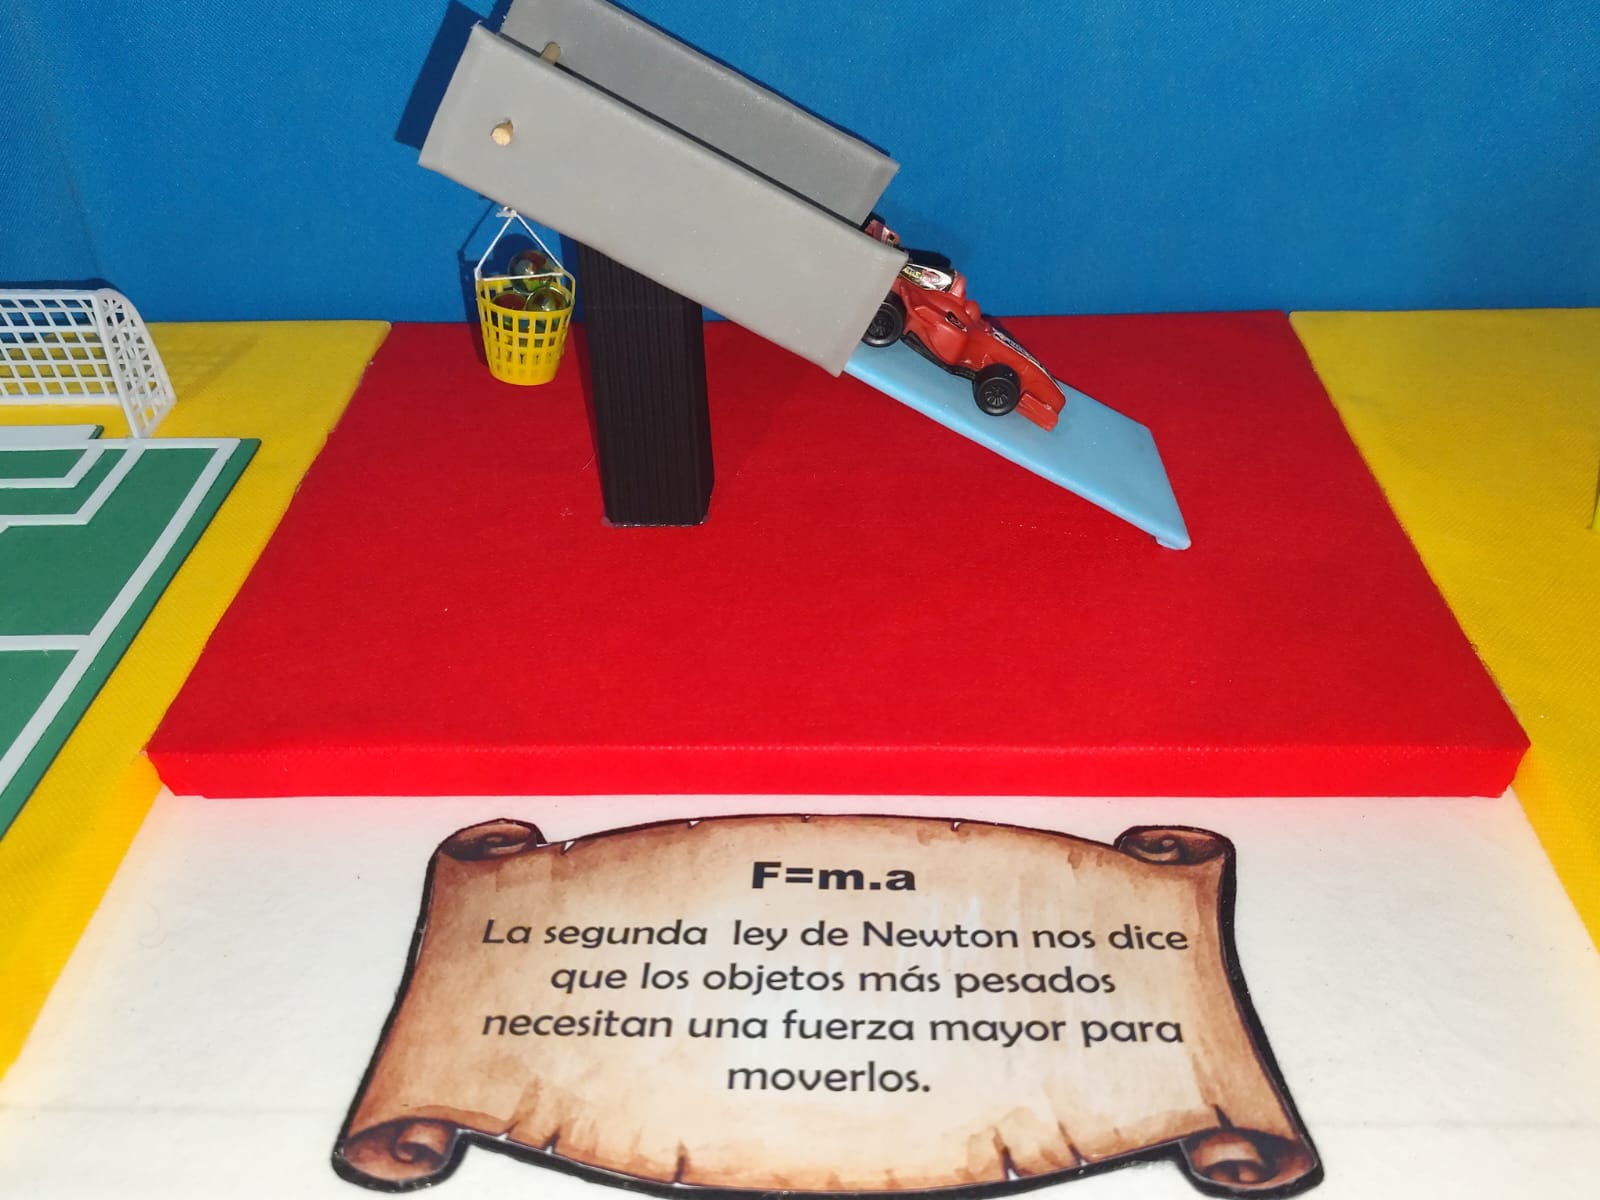 F=m.a
La segunda ley de Newton nos dice
que los objetos más pesados
necesitan una fuerza mayor para
moverlos.